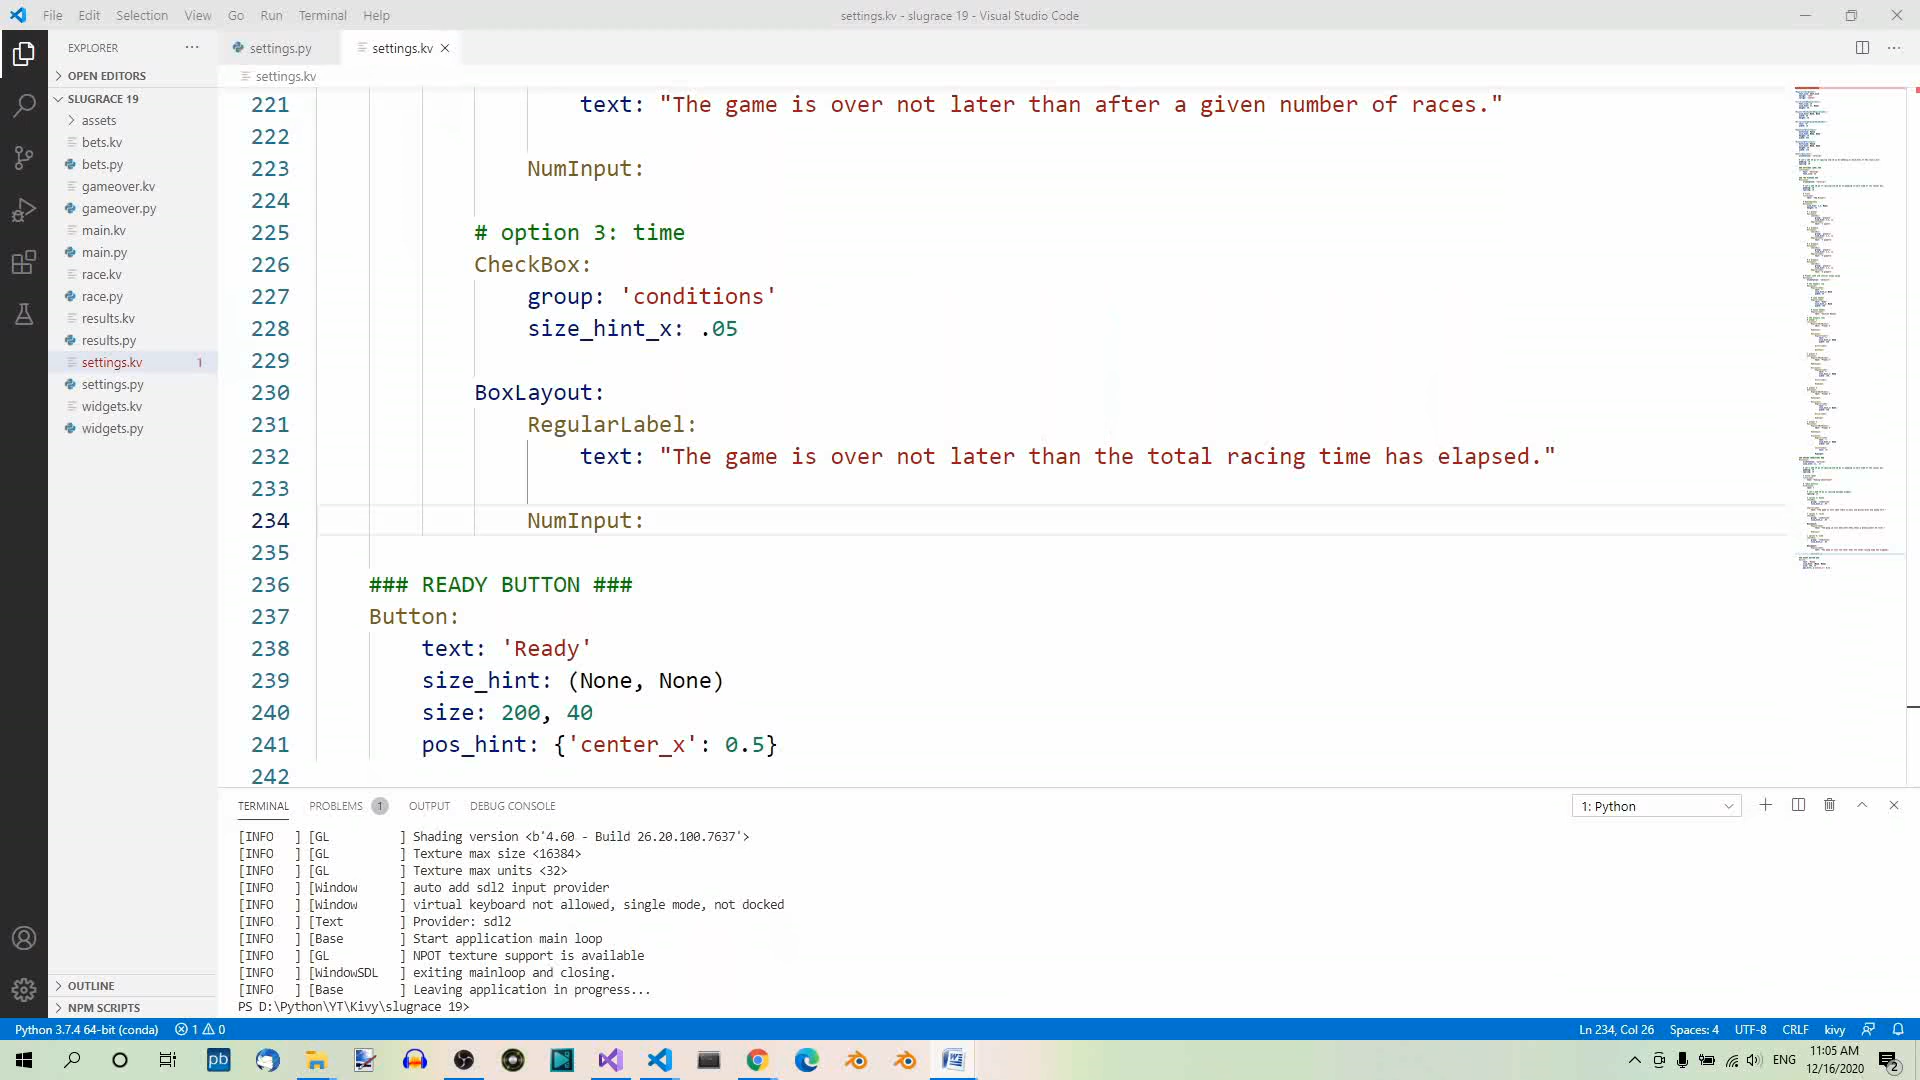 File Edit Selection View Go Run Terminal Help
settings.kv - slugrace 19 - Visual Studio Code
EXPLORER
settings.py
settings.kv
OPEN EDITORS
settings.kv
SLUGRACE 19
assets
bets.kv
bets.py
gameover.kv
gameover.py
main.kv
main.py
race.kv
race.py
results.kv
results.py
settings.kv 1
settings.py
widgets.kv
widgets.py
OUTLINE
NPM SCRIPTS
221 text: "The game is over not later than after a given number of races."
222
223 NumInput:
224
225 # option 3: time
226 CheckBox:
227 group: 'conditions'
228 size_hint_x: .05
229
230 BoxLayout:
231 RegularLabel:
232 text: "The game is over not later than the total racing time has elapsed."
233
234 NumInput:
235
236 ### READY BUTTON ###
237 Button:
238 text: 'Ready'
239 size_hint: (None, None)
240 size: 200, 40
241 pos_hint: {'center_x': 0.5}
242
TERMINAL PROBLEMS 1 OUTPUT DEBUG CONSOLE
1: Python
[INFO   ] [GL          ] Shading version <b'4.60 - Build 26.20.100.7637'>
[INFO   ] [GL          ] Texture max size <16384>
[INFO   ] [GL          ] Texture max units <32>
[INFO   ] [Window      ] auto add sdl2 input provider
[INFO   ] [Window      ] virtual keyboard not allowed, single mode, not docked
[INFO   ] [Text        ] Provider: sdl2
[INFO   ] [Base        ] Start application main loop
[INFO   ] [GL          ] NPOT texture support is available
[INFO   ] [WindowSDL   ] exiting mainloop and closing.
[INFO   ] [Base        ] Leaving application in progress...
PS D:\Python\YT\Kivy\slugrace 19>
Python 3.7.4 64-bit (conda) 1 0
Ln 234, Col 26 Spaces: 4 UTF-8 CRLF kivy
pb
ENG
11:05 AM
12/16/2020
2